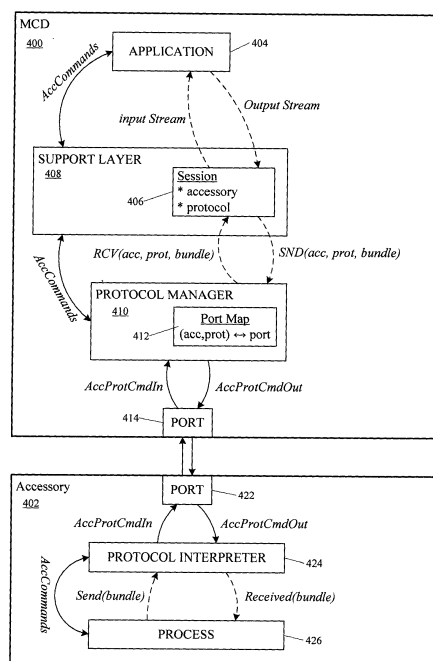 MCD
400
APPLICATION
404
AccCommands
input Stream
Output Stream
SUPPORT LAYER
408
Session
* accessory
* protocol
406
RCV(acc, prot, bundle)
SND(acc, prot, bundle)
AccCommands
PROTOCOL MANAGER
410
412
Port Map
(acc,prot) ↔ port
AccProtCmdIn
AccProtCmdOut
414
PORT
Accessory
402
PORT
422
AccProtCmdIn
AccProtCmdOut
PROTOCOL INTERPRETER
424
AccCommands
Send(bundle)
Received(bundle)
PROCESS
426